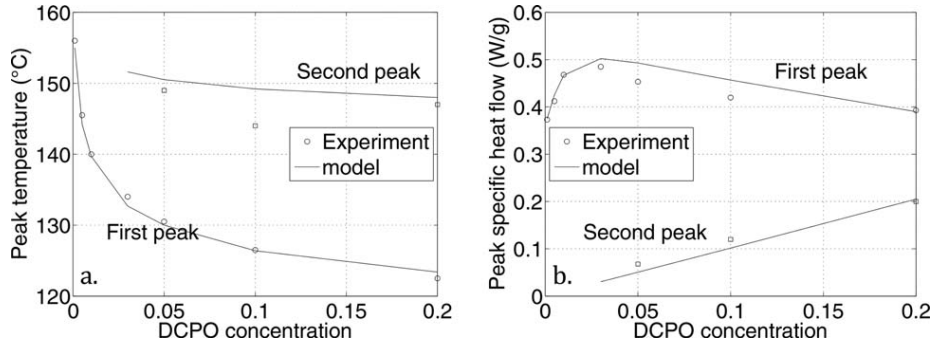 160
150
140
130
120
Peak temperature (°C)
Second peak
Experiment
model
First peak
a.
0
0.05
0.1
0.15
0.2
DCPO concentration
0.6
0.5
0.4
0.3
0.2
0.1
0
Peak specific heat flow (W/g)
First peak
Experiment
model
Second peak
b.
0
0.05
0.1
0.15
0.2
DCPO concentration